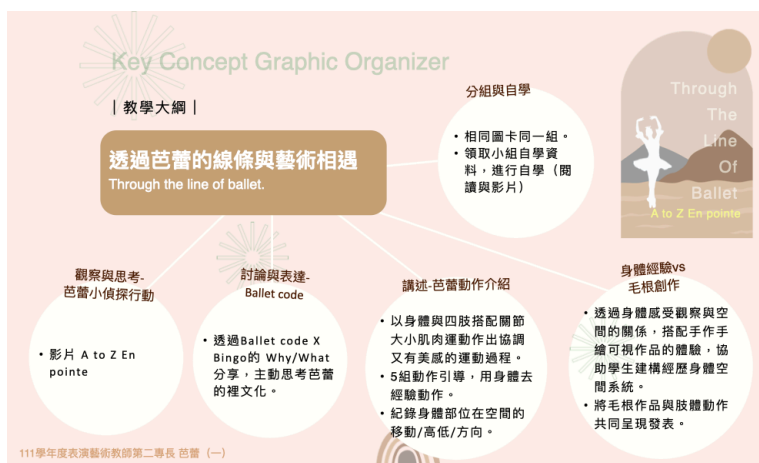 Key Concept Graphic Organizer
|教學大綱|
透過芭蕾的線條與藝術相遇
Through the line of ballet.
分組與自學
• 相同圖卡同一組。
• 領取小組自學資
料，進行自學（閱
讀與影片）
Through
The
Line
Of
Ballet
A to Z En pointe
觀察與思考-
芭蕾小偵探行動
• 影片 A to Z En
pointe
討論與表達-
Ballet code
• 透過Ballet code X
Bingo的 Why/What
分享，主動思考芭蕾
的裡文化。
講述-芭蕾動作介紹
• 以身體與四肢搭配關節
大小肌肉運動作出協調
又有美感的運動過程。
• 5組動作引導，用身體去
經驗動作。
• 紀錄身體部位在空間的
移動/高低/方向。
身體經驗vs
毛根創作
• 透過身體感受觀察與空
間的關係，搭配手作手
繪可視作品的體驗，協
助學生建構經歷身體空
間系統。
• 將毛根作品與肢體動作
共同呈現發表。
111學年度表演藝術教師第二專長 芭蕾（一）